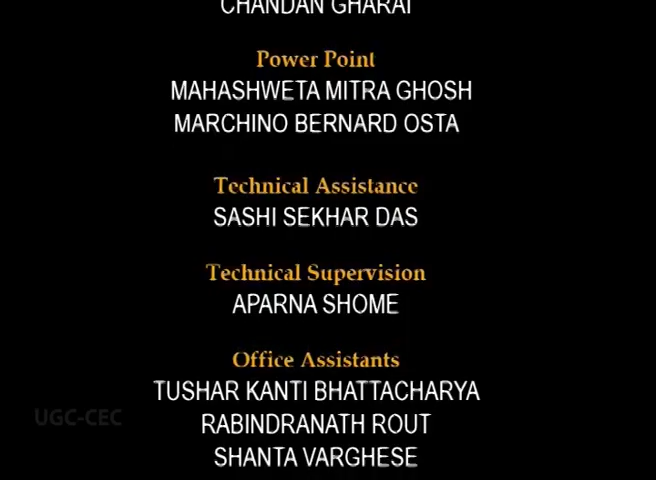 CHANDAN GHARAI
Power Point
MAHASHWETA MITRA GHOSH
MARCHINO BERNARD OSTA
Technical Assistance
SASHI SEKHAR DAS
Technical Supervision
APARNA SHOME
Office Assistants
TUSHAR KANTI BHATTACHARYA
UGC-CEC
RABINDRANATH ROUT
SHANTA VARGHESE